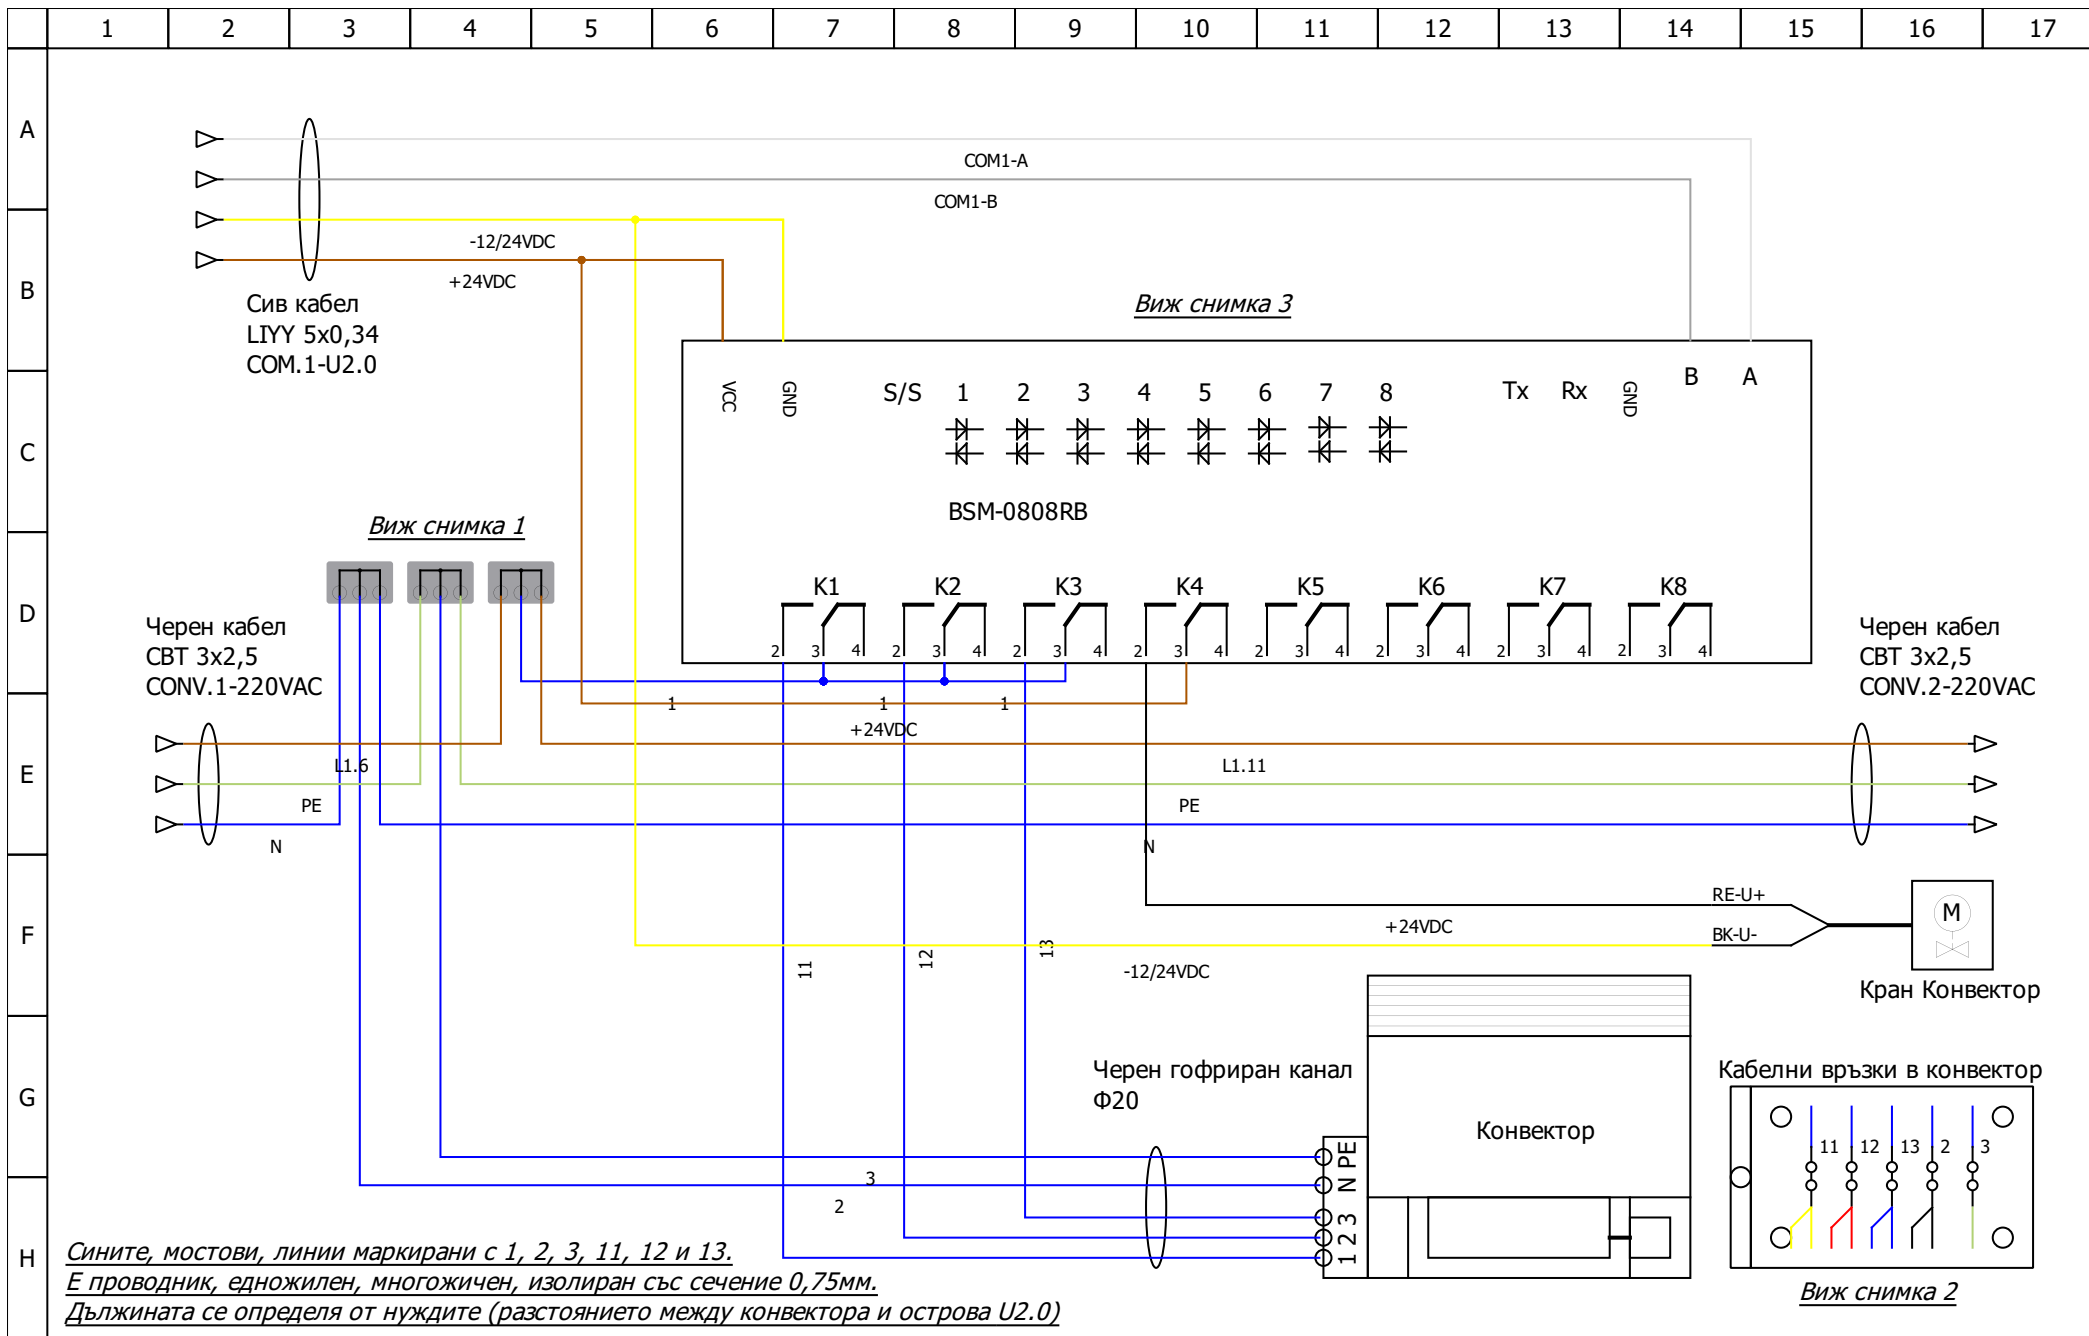 1 2 3 4 5 6 7 8 9 10 11 12 13 14 15 16 17
A
B
C
D
E
F
G
H
COM1-A
COM1-B
-12/24VDC
+24VDC
Сив кабел
LIYY 5x0,34
COM.1-U2.0
Виж снимка 3
VCC GND S/S 1 2 3 4 5 6 7 8 Tx Rx GND B A
BSM-0808RB
Виж снимка 1
K1 K2 K3 K4 K5 K6 K7 K8
2 3 4 2 3 4 2 3 4 2 3 4 2 3 4 2 3 4 2 3 4 2 3 4
Черен кабел
СВТ 3x2,5
CONV.1-220VAC
Черен кабел
СВТ 3x2,5
CONV.2-220VAC
1 1 1
+24VDC
L1.6 L1.11
PE PE
N N
RE-U+
+24VDC
BK-U-
M
11 12 13
-12/24VDC
Кран Конвектор
Черен гофриран канал
Ф20
Конвектор
Кабелни връзки в конвектор
11 12 13 2 3
3
2
PE
N
3
2
1
Виж снимка 2
Сините, мостови, линии маркирани с 1, 2, 3, 11, 12 и 13.
Е проводник, едножилен, многожичен, изолиран със сечение 0,75мм.
Дължината се определя от нуждите (разстоянието между конвектора и острова U2.0)